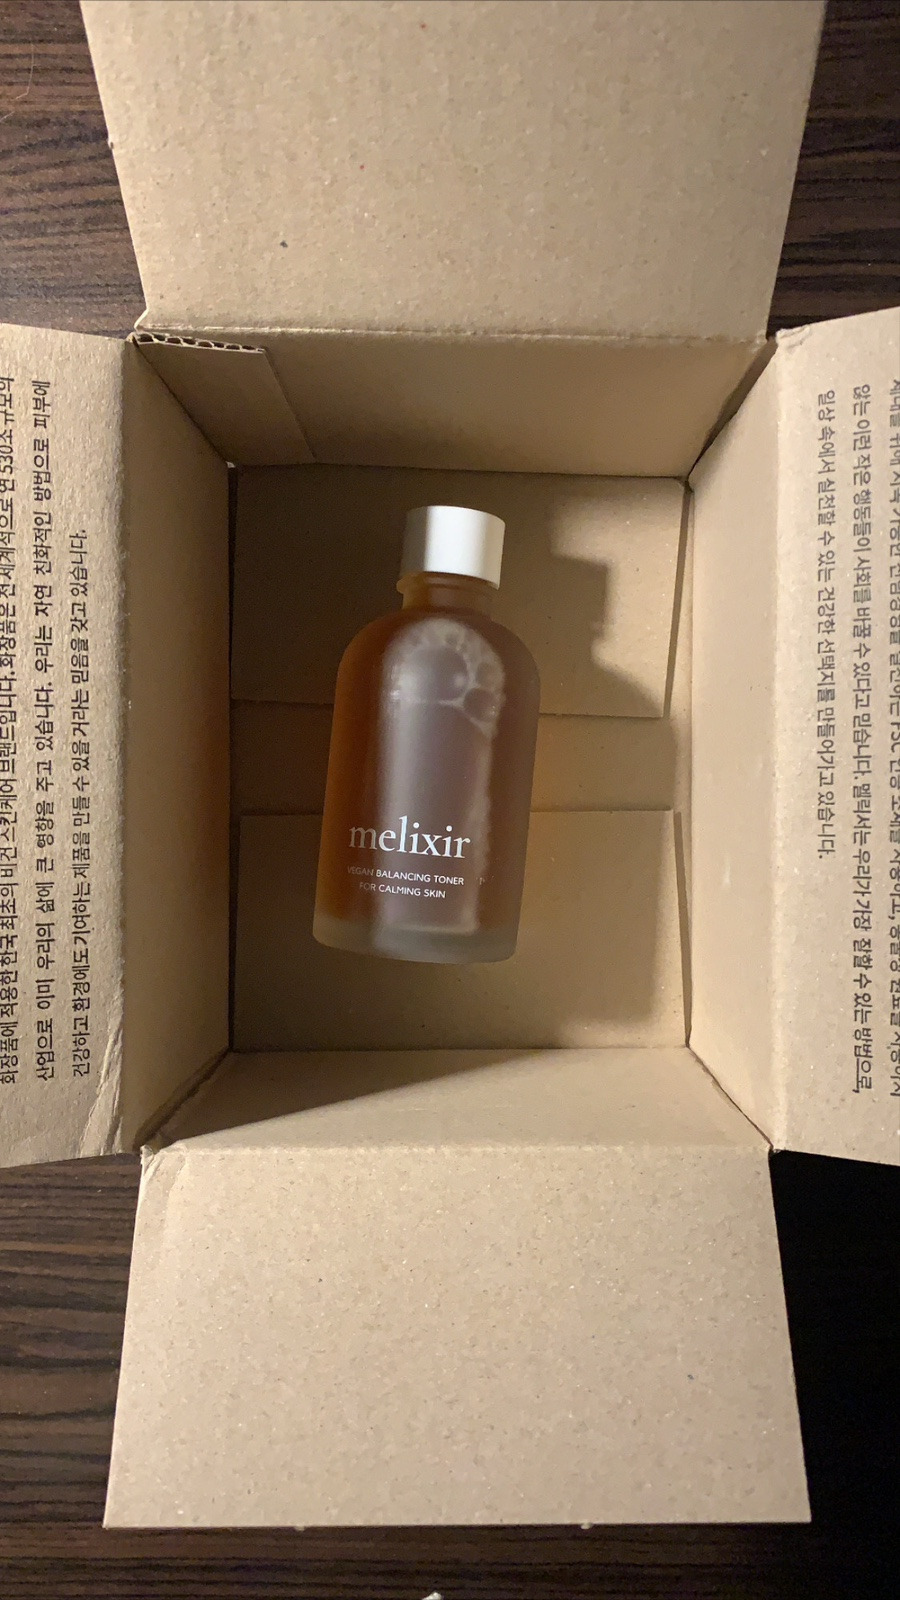 melixir
VEGAN BALANCING TONER
FOR CALMING SKIN
화장품에 적용한 한국 최초의 비건 스킨케어 브랜드입니다. 화장품은 전 세계적으로 연 530조 규모의
산업으로 이미 우리의 삶에 큰 영향을 주고 있습니다. 우리는 자연 친화적인 방법으로 피부에
건강하고 환경에도 기여하는 제품을 만들 수 있을 거라는 믿음을 갖고 있습니다.
않는 이런 작은 행동들이 사회를 바꿀 수 있다고 믿습니다. 멜릭서는 우리가 가장 잘할 수 있는 방법으로,
일상 속에서 실천할 수 있는 건강한 선택지를 만들어가고 있습니다.